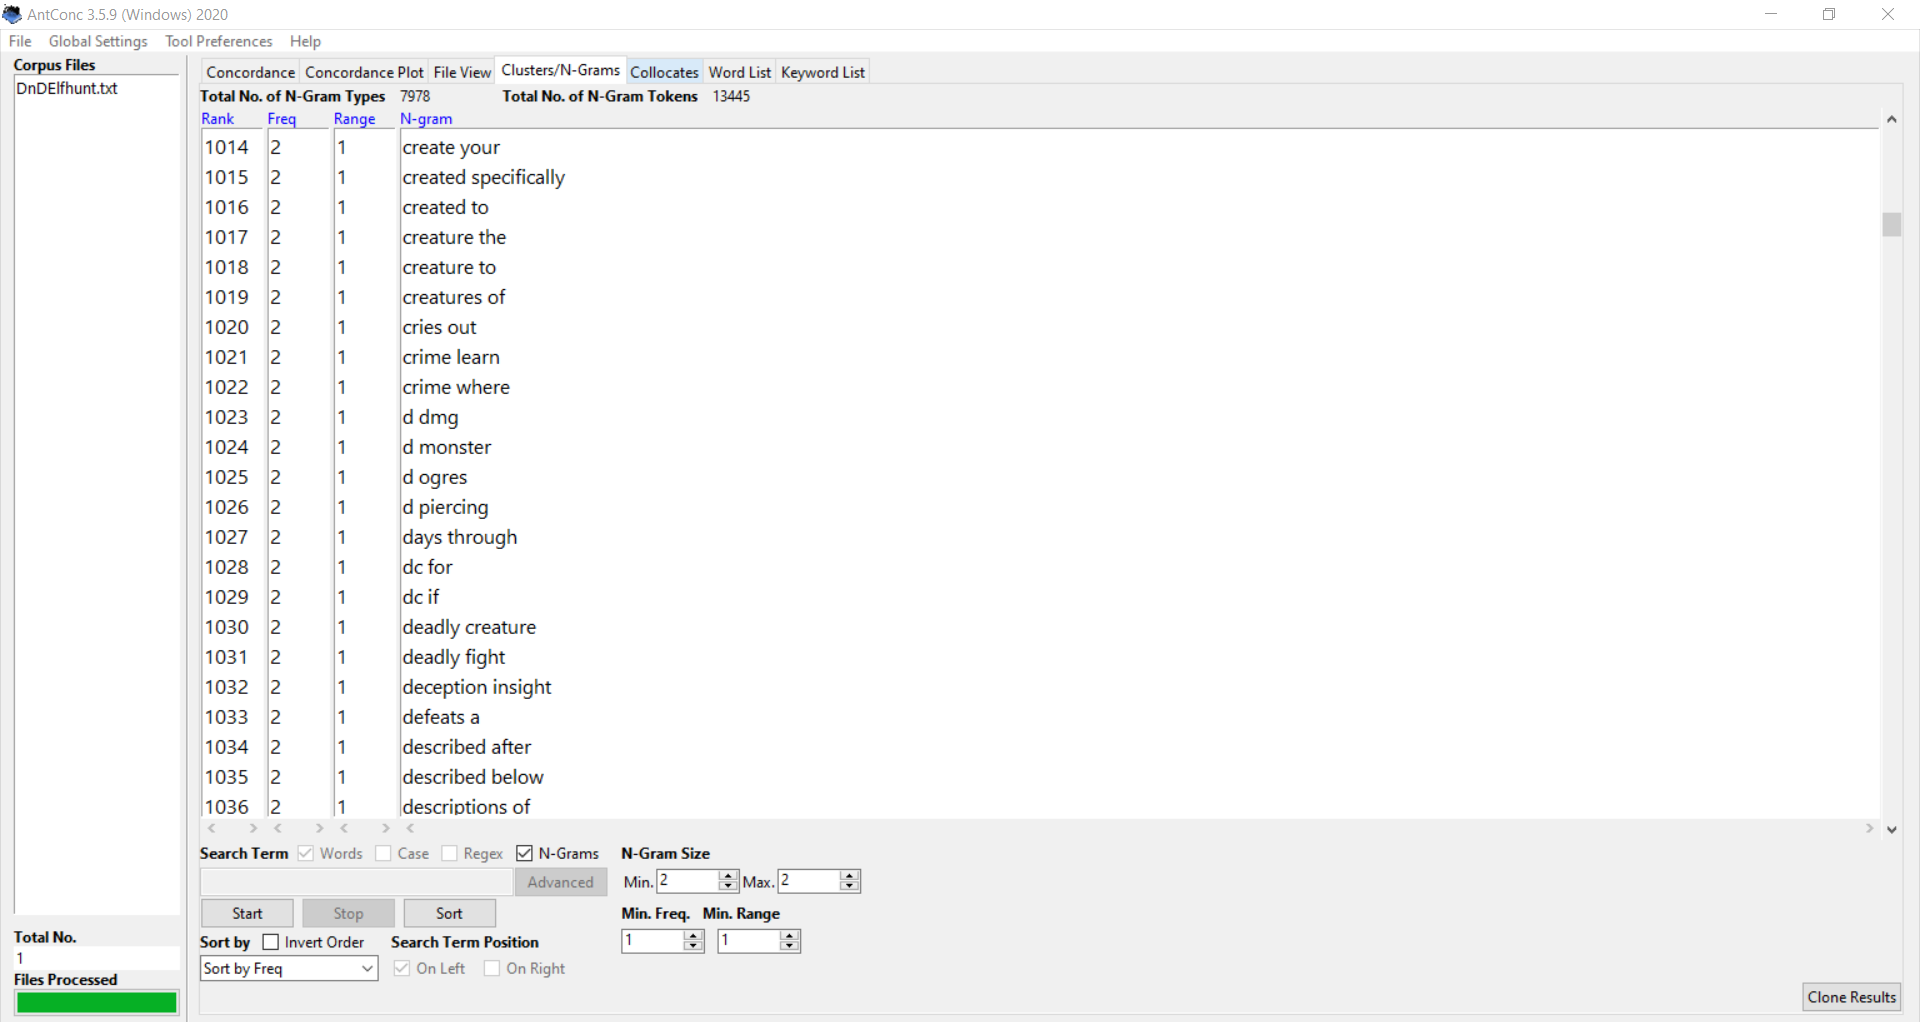 AntConc 3.5.9 (Windows) 2020
File Global Settings Tool Preferences Help
Corpus Files
DnDElfhunt.txt
Concordance Concordance Plot File View Clusters/N-Grams Collocates Word List Keyword List
Total No. of N-Gram Types 7978 Total No. of N-Gram Tokens 13445
Rank Freq Range N-gram
1014 2 1 create your
1015 2 1 created specifically
1016 2 1 created to
1017 2 1 creature the
1018 2 1 creature to
1019 2 1 creatures of
1020 2 1 cries out
1021 2 1 crime learn
1022 2 1 crime where
1023 2 1 d dmg
1024 2 1 d monster
1025 2 1 d ogres
1026 2 1 d piercing
1027 2 1 days through
1028 2 1 dc for
1029 2 1 dc if
1030 2 1 deadly creature
1031 2 1 deadly fight
1032 2 1 deception insight
1033 2 1 defeats a
1034 2 1 described after
1035 2 1 described below
1036 2 1 descriptions of
Search Term Words Case Regex N-Grams N-Gram Size
Advanced Min. 2 Max. 2
Start Stop Sort Min. Freq. Min. Range
Total No.
1
Sort by Invert Order Search Term Position 1 1
Sort by Freq On Left On Right
Files Processed
Clone Results